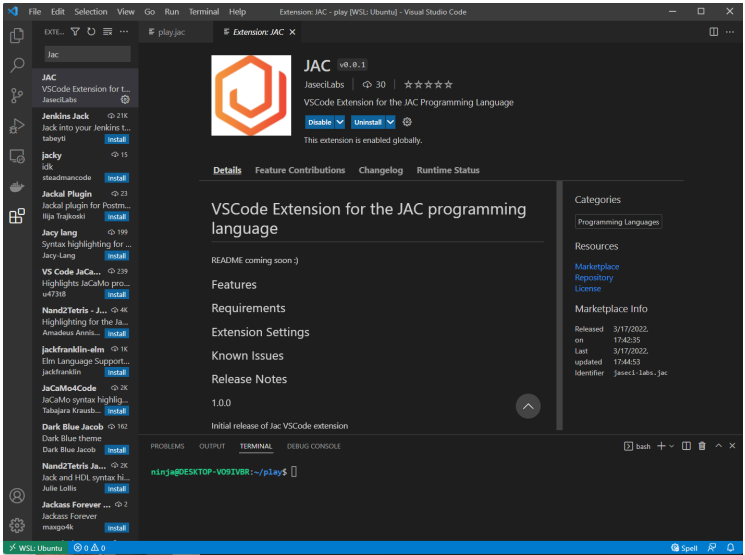 File Edit Selection View Go Run Terminal Help
Extension: JAC - play [WSL: Ubuntu] - Visual Studio Code
EXTE...
play.jac
Extension: JAC
Jac
JAC
VSCode Extension for t...
JaseciLabs
Jenkins Jack 21K
Jack into your Jenkins t...
tabeyti Install
jacky 15
idk
steadmancode Install
Jackal Plugin 23
Jackal plugin for Postm...
Ilija Trajkoski Install
Jacy lang 199
Syntax highlighting for ...
Jacy-Lang Install
VS Code JaCa... 239
Highlights JaCaMo pro...
u473t8 Install
Nand2Tetris - J... 4K
Highlighting for the Ja...
Amadeus Annis... Install
jackfranklin-elm 1K
Elm Language Support...
jackfranklin Install
JaCaMo4Code 2K
JaCaMo syntax highlig...
Tabajara Krausb... Install
Dark Blue Jacob 162
Dark Blue theme
Dark Blue Jacob Install
Nand2Tetris Ja... 2K
Jack and HDL syntax hi...
Julie Lollis Install
Jackass Forever ... 2
Jackass Forever
maxgo4k Install
JAC v0.0.1
JaseciLabs 30
VSCode Extension for the JAC Programming Language
Disable Uninstall
This extension is enabled globally.
Details Feature Contributions Changelog Runtime Status
VSCode Extension for the JAC programming
language
README coming soon :)
Features
Requirements
Extension Settings
Known Issues
Release Notes
1.0.0
Initial release of Jac VSCode extension
Categories
Programming Languages
Resources
Marketplace
Repository
License
Marketplace Info
Released 3/17/2022,
on 17:42:35
Last 3/17/2022,
updated 17:44:53
Identifier jaseci-labs.jac
PROBLEMS OUTPUT TERMINAL DEBUG CONSOLE
bash
ninja@DESKTOP-VO9IVBR:~/play$
WSL: Ubuntu 0 0
Spell